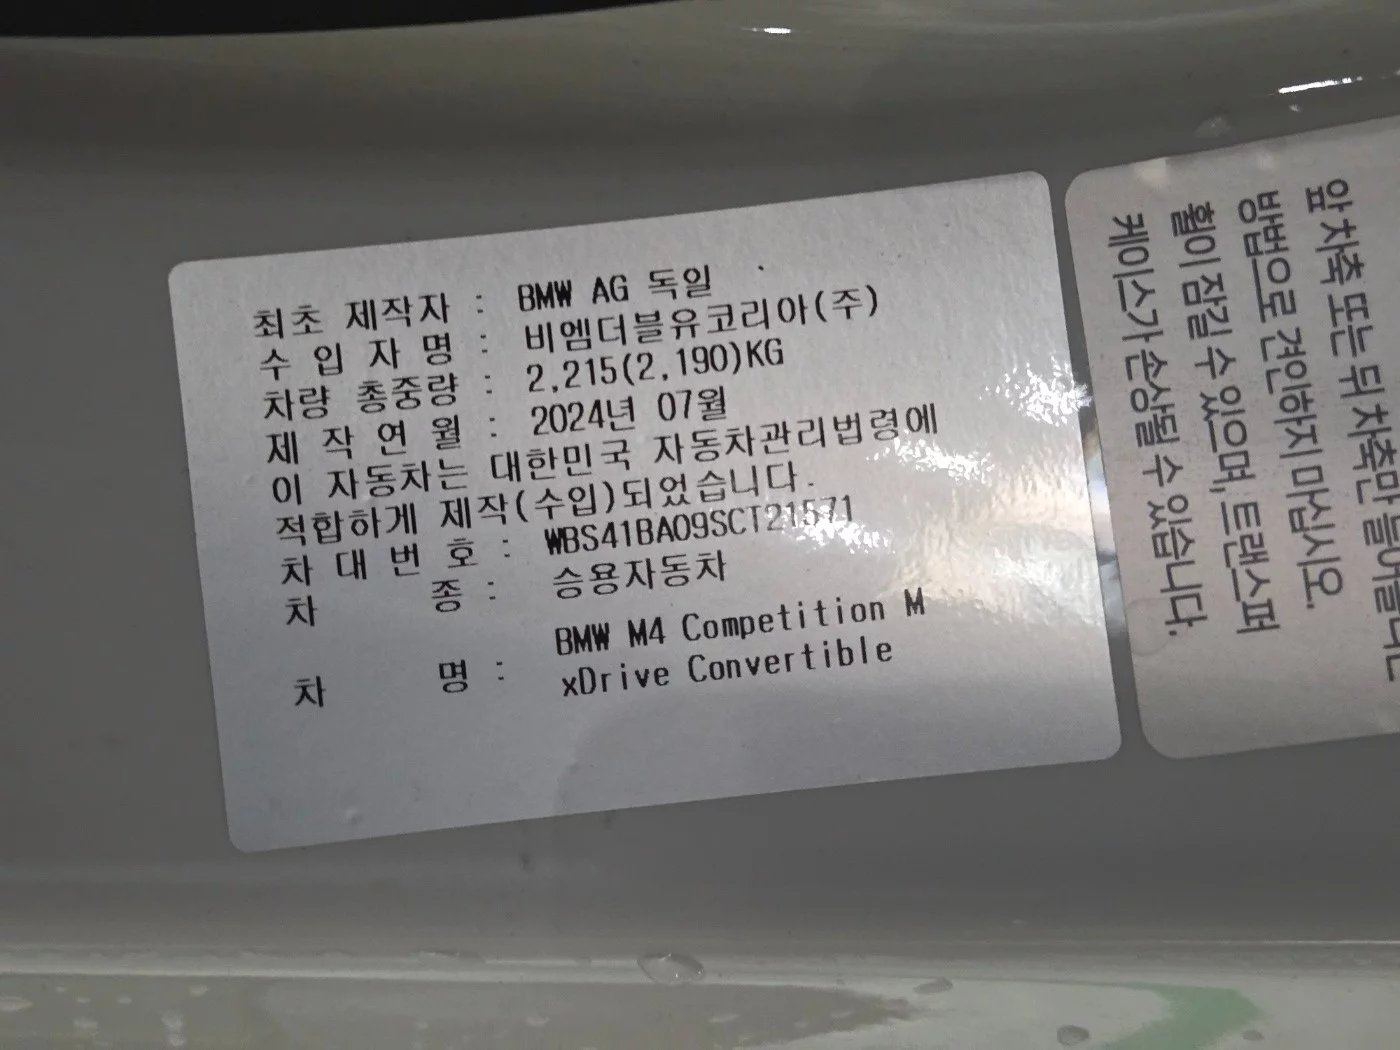 최초 제작자 : BMW AG 독일
수 입 자 명 : 비엠더블유코리아(주)
차량 총중량 : 2,215(2,190)KG
제 작 연 월 : 2024년 07월
이 자동차는 대한민국 자동차관리법령에
적합하게 제작(수입)되었습니다.
차 대 번 호 : WBS41BA09SCT21571
차 종 : 승용자동차
차 명 : BMW M4 Competition M
xDrive Convertible
앞 차축 또는 뒤 차축만 들어올리는
방법으로 견인하지 마십시오.
휠이 잠길 수 있으며, 트랜스퍼
케이스가 손상될 수 있습니다.